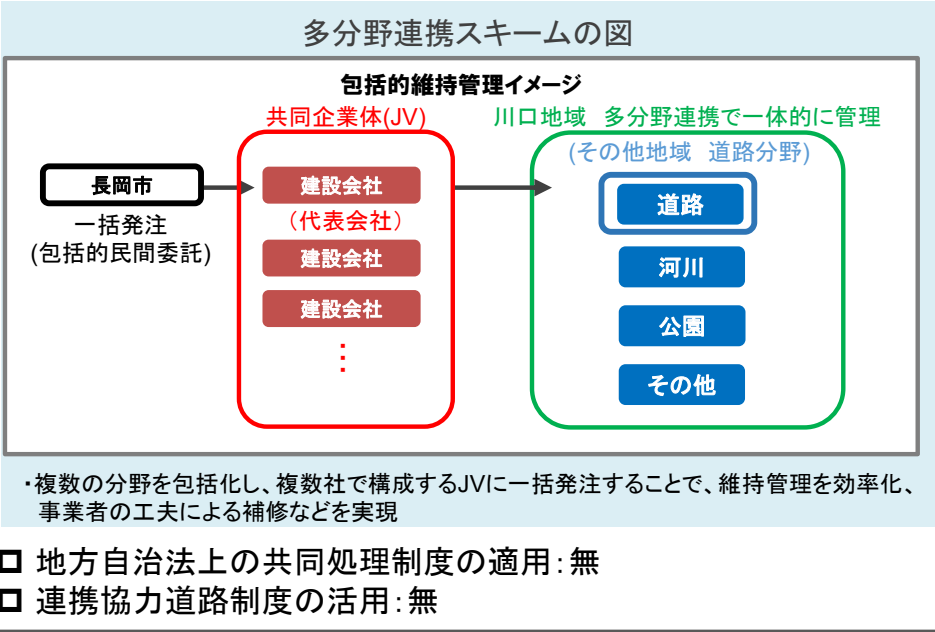 多分野連携スキームの図
包括的維持管理イメージ
共同企業体(JV)
川口地域 多分野連携で一体的に管理
(その他地域 道路分野)
長岡市
一括発注
(包括的民間委託)
建設会社
（代表会社）
建設会社
建設会社
⋮
道路
河川
公園
その他
・複数の分野を包括化し、複数社で構成するJVに一括発注することで、維持管理を効率化、
事業者の工夫による補修などを実現
地方自治法上の共同処理制度の適用：無
連携協力道路制度の活用：無